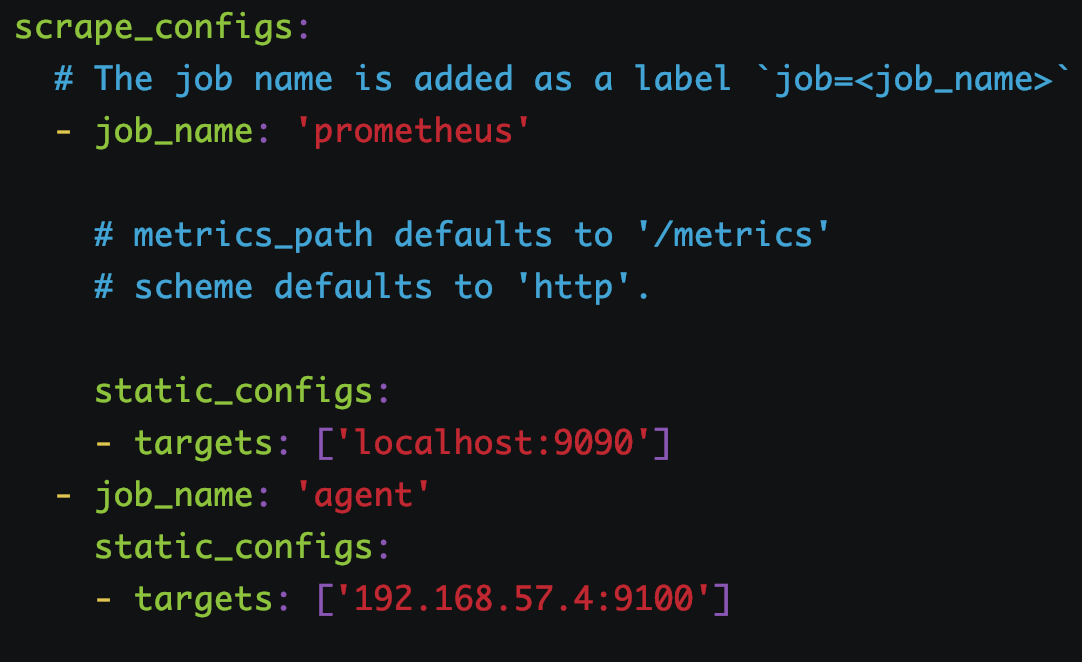 scrape_configs:
  # The job name is added as a label `job=<job_name>`
  - job_name: 'prometheus'

    # metrics_path defaults to '/metrics'
    # scheme defaults to 'http'.

    static_configs:
    - targets: ['localhost:9090']
  - job_name: 'agent'
    static_configs:
    - targets: ['192.168.57.4:9100']